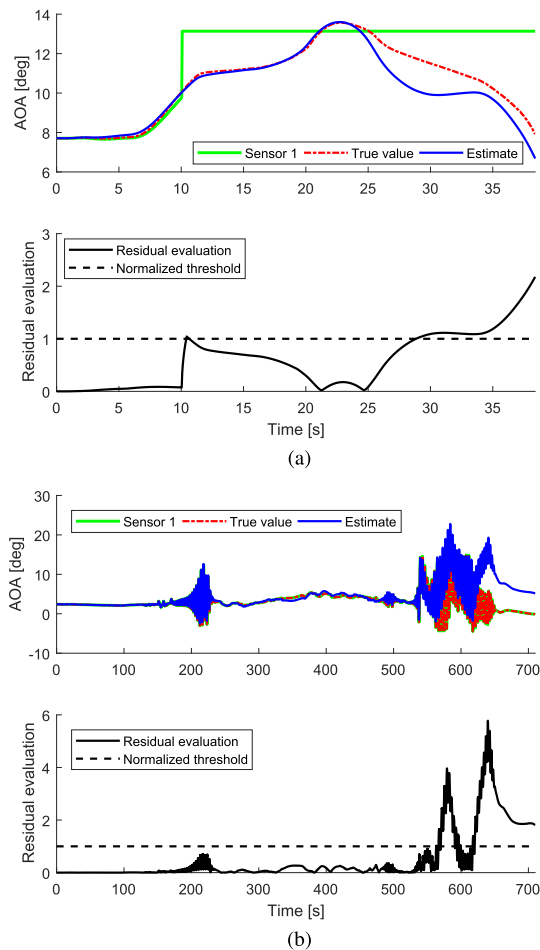 14
12
10
8
6
AOA [deg]
Sensor 1 True value Estimate
0 5 10 15 20 25 30 35
3
2
1
0
Residual evaluation
Residual evaluation
Normalized threshold
0 5 10 15 20 25 30 35
Time [s]
(a)
30
20
10
0
-10
AOA [deg]
Sensor 1 True value Estimate
0 100 200 300 400 500 600 700
6
4
2
0
Residual evaluation
Residual evaluation
Normalized threshold
0 100 200 300 400 500 600 700
Time [s]
(b)